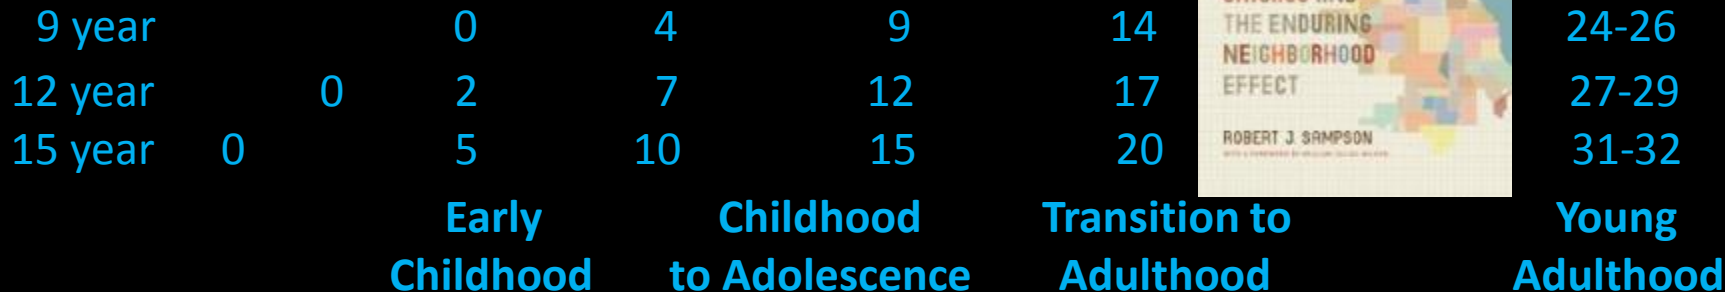 9 year 0 4 9 14 24-26
12 year 0 2 7 12 17 27-29
15 year 0 5 10 15 20 31-32
THE ENDURING
NEIGHBORHOOD
EFFECT
ROBERT J. SAMPSON
Early Childhood
Childhood to Adolescence
Transition to Adulthood
Young Adulthood